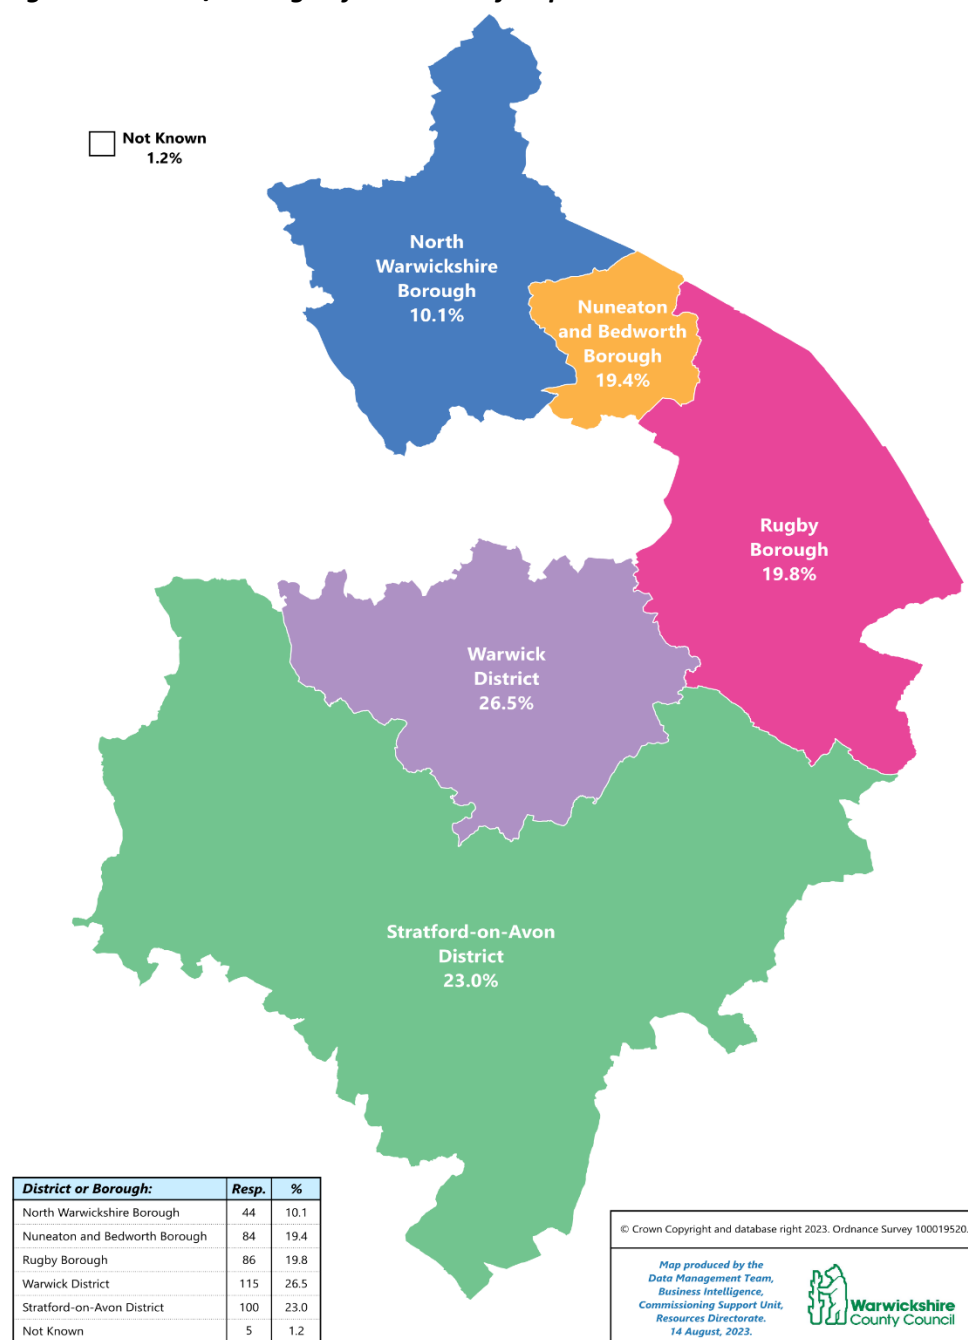 Not Known
1.2%
North
Warwickshire
Borough
10.1%
Nuneaton
and Bedworth
Borough
19.4%
Rugby
Borough
19.8%
Warwick
District
26.5%
Stratford-on-Avon
District
23.0%
District or Borough: Resp. %
North Warwickshire Borough 44 10.1
Nuneaton and Bedworth Borough 84 19.4
Rugby Borough 86 19.8
Warwick District 115 26.5
Stratford-on-Avon District 100 23.0
Not Known 5 1.2
© Crown Copyright and database right 2023. Ordnance Survey 100019520.
Map produced by the
Data Management Team,
Business Intelligence,
Commissioning Support Unit,
Resources Directorate.
14 August, 2023.
Warwickshire
County Council